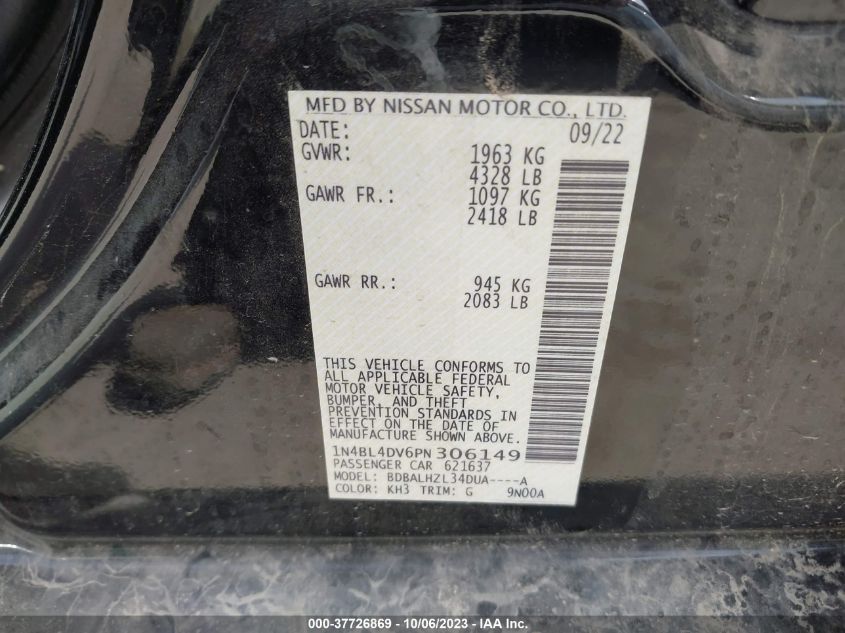 MFD BY NISSAN MOTOR CO., LTD.
DATE: 09/22
GVWR: 1963 KG
4328 LB
GAWR FR.: 1097 KG
2418 LB
GAWR RR.: 945 KG
2083 LB
THIS VEHICLE CONFORMS TO
ALL APPLICABLE FEDERAL
MOTOR VEHICLE SAFETY,
BUMPER, AND THEFT
PREVENTION STANDARDS IN
EFFECT ON THE DATE OF
MANUFACTURE SHOWN ABOVE.
1N4BL4DV6PN306149
PASSENGER CAR 621637
MODEL: BDBALHZL34DUA----A
COLOR: KH3 TRIM: G 9N00A
000-37726869 - 10/06/2023 - IAAI.com